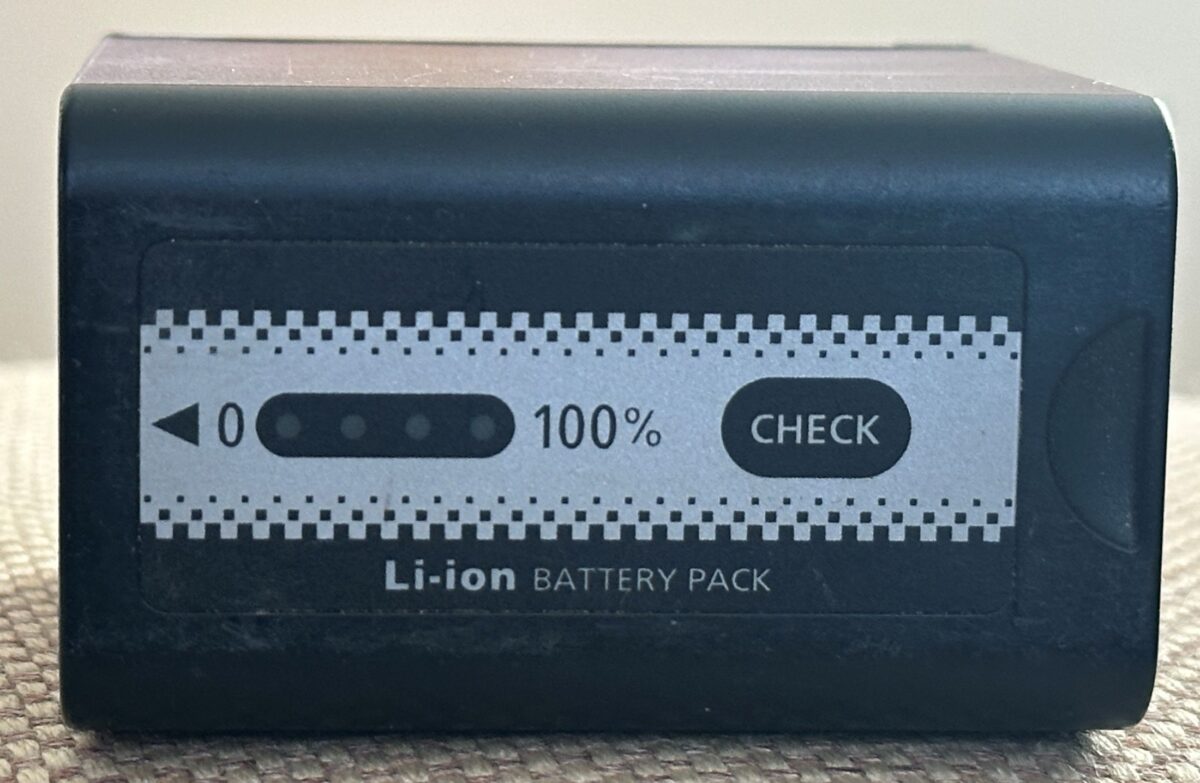 0 100% CHECK
Li-ion BATTERY PACK